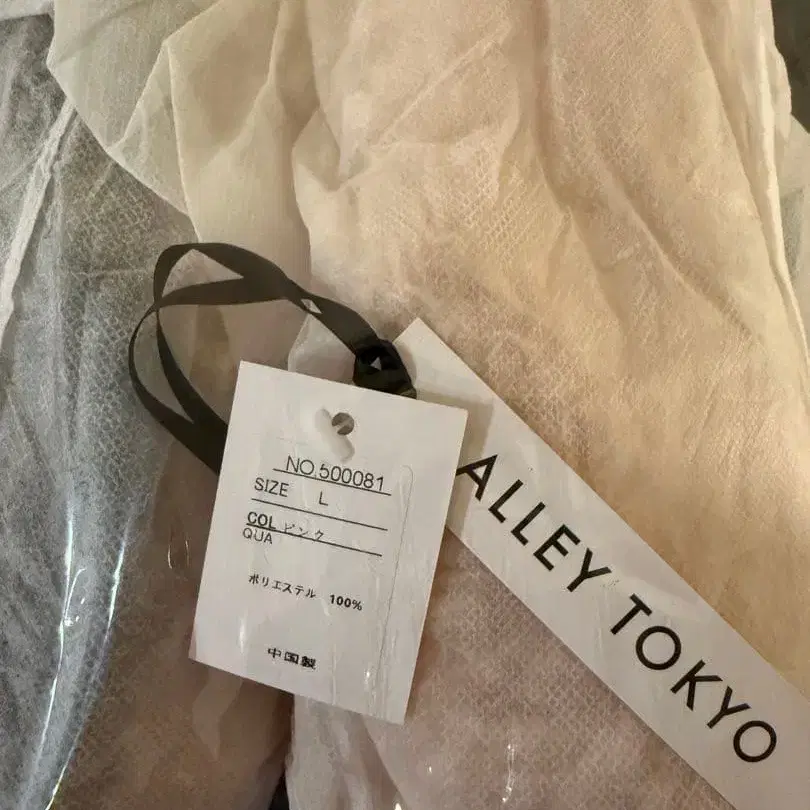 NO.500081
SIZE L
COL ピンク
QUA
ポリエステル 100%
中国製
ALLEY TOKYO